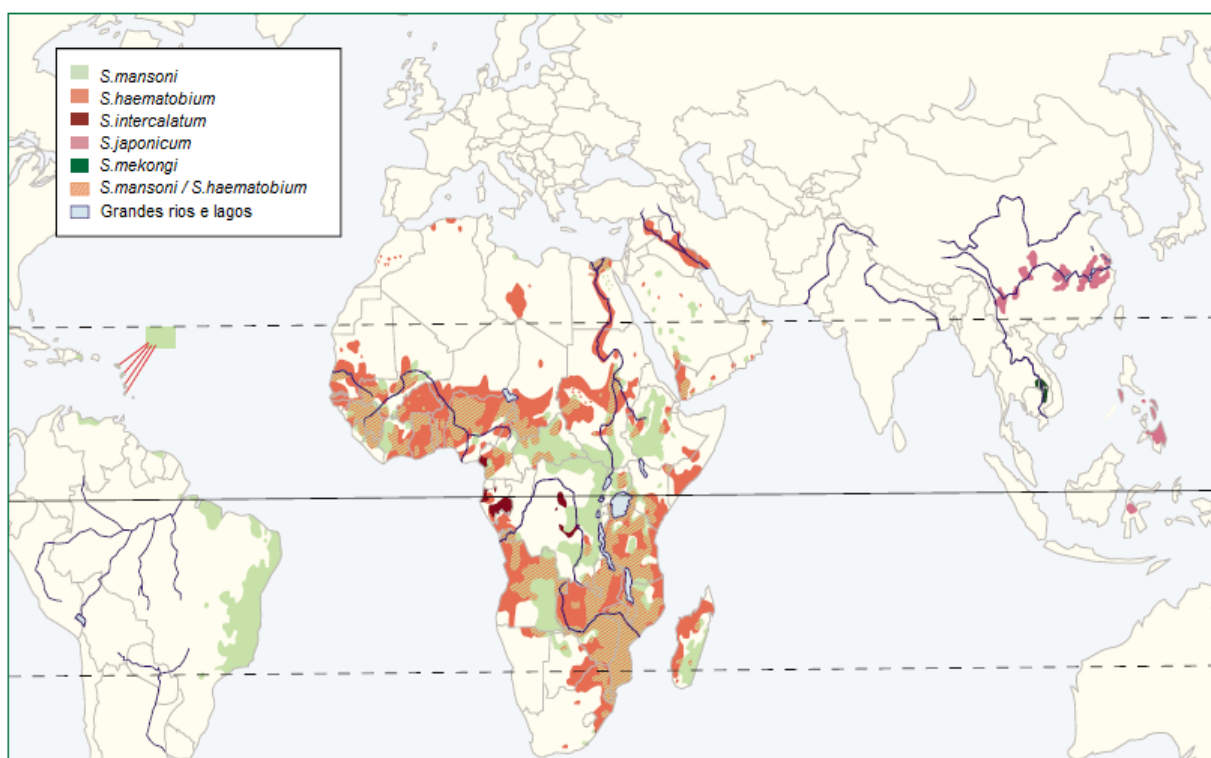 S.mansoni
S.haematobium
S.intercalatum
S.japonicum
S.mekongi
S.mansoni / S.haematobium
Grandes rios e lagos